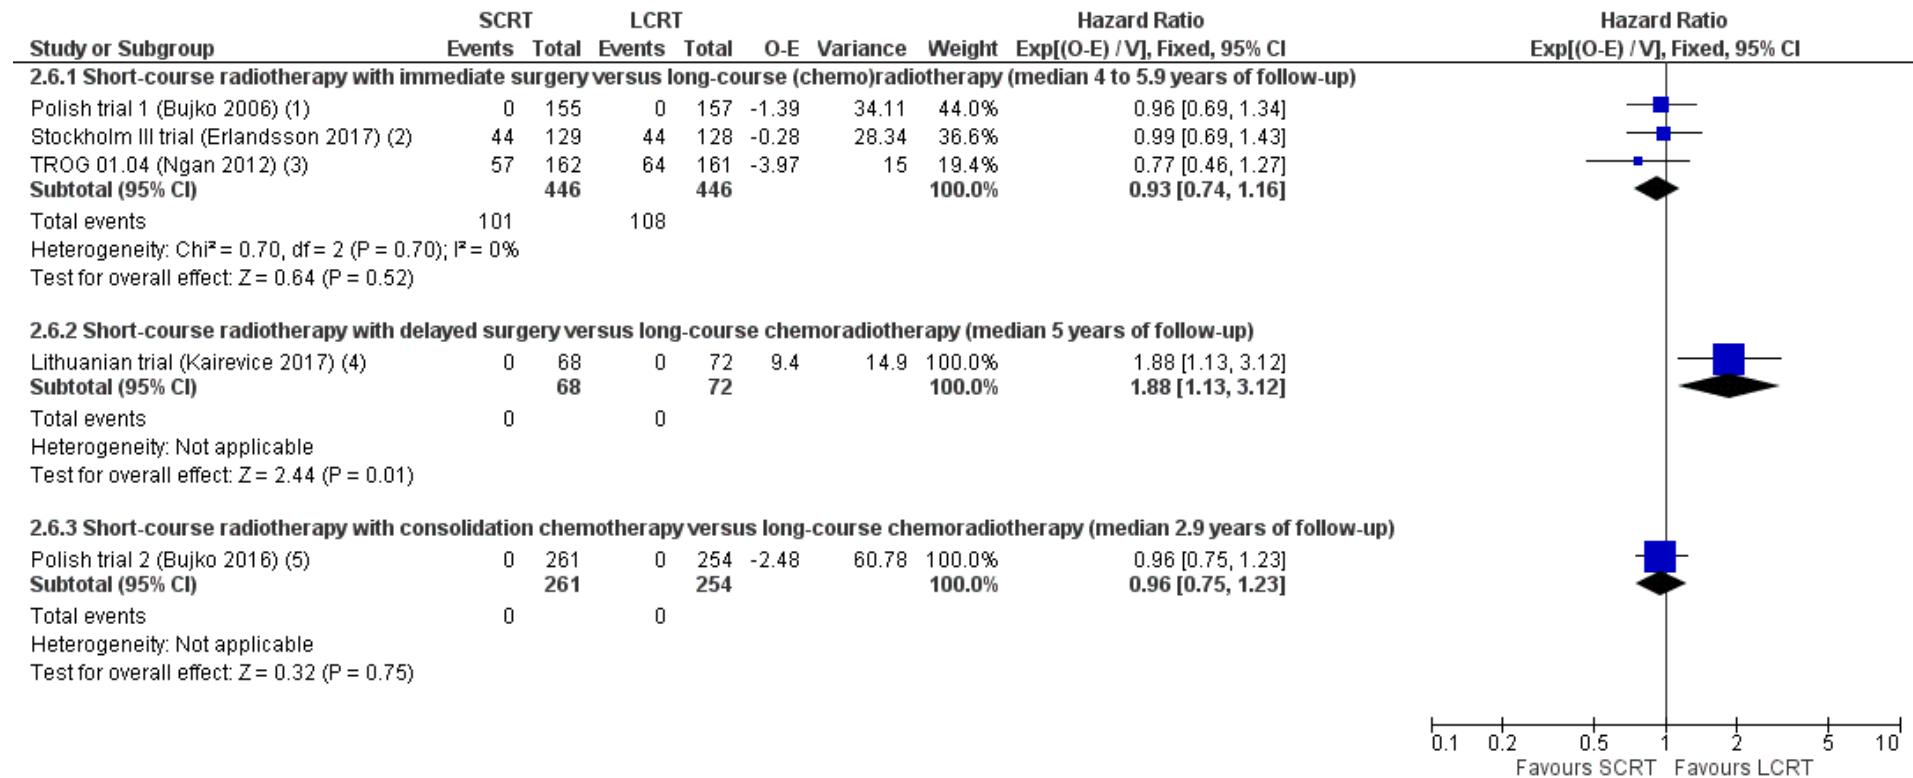 SCRT LCRT Hazard Ratio Hazard Ratio
Study or Subgroup Events Total Events Total O-E Variance Weight Exp[(O-E) / V], Fixed, 95% CI Exp[(O-E) / V], Fixed, 95% CI
2.6.1 Short-course radiotherapy with immediate surgery versus long-course (chemo)radiotherapy (median 4 to 5.9 years of follow-up)
Polish trial 1 (Bujko 2006) (1) 0 155 0 157 -1.39 34.11 44.0% 0.96 [0.69, 1.34]
Stockholm III trial (Erlandsson 2017) (2) 44 129 44 128 -0.28 28.34 36.6% 0.99 [0.69, 1.43]
TROG 01.04 (Ngan 2012) (3) 57 162 64 161 -3.97 15 19.4% 0.77 [0.46, 1.27]
Subtotal (95% CI) 446 446 100.0% 0.93 [0.74, 1.16]
Total events 101 108
Heterogeneity: Chi² = 0.70, df = 2 (P = 0.70); I² = 0%
Test for overall effect: Z = 0.64 (P = 0.52)
2.6.2 Short-course radiotherapy with delayed surgery versus long-course chemoradiotherapy (median 5 years of follow-up)
Lithuanian trial (Kairevice 2017) (4) 0 68 0 72 9.4 14.9 100.0% 1.88 [1.13, 3.12]
Subtotal (95% CI) 68 72 100.0% 1.88 [1.13, 3.12]
Total events 0 0
Heterogeneity: Not applicable
Test for overall effect: Z = 2.44 (P = 0.01)
2.6.3 Short-course radiotherapy with consolidation chemotherapy versus long-course chemoradiotherapy (median 2.9 years of follow-up)
Polish trial 2 (Bujko 2016) (5) 0 261 0 254 -2.48 60.78 100.0% 0.96 [0.75, 1.23]
Subtotal (95% CI) 261 254 100.0% 0.96 [0.75, 1.23]
Total events 0 0
Heterogeneity: Not applicable
Test for overall effect: Z = 0.32 (P = 0.75)
0.1 0.2 0.5 1 2 5 10
Favours SCRT Favours LCRT